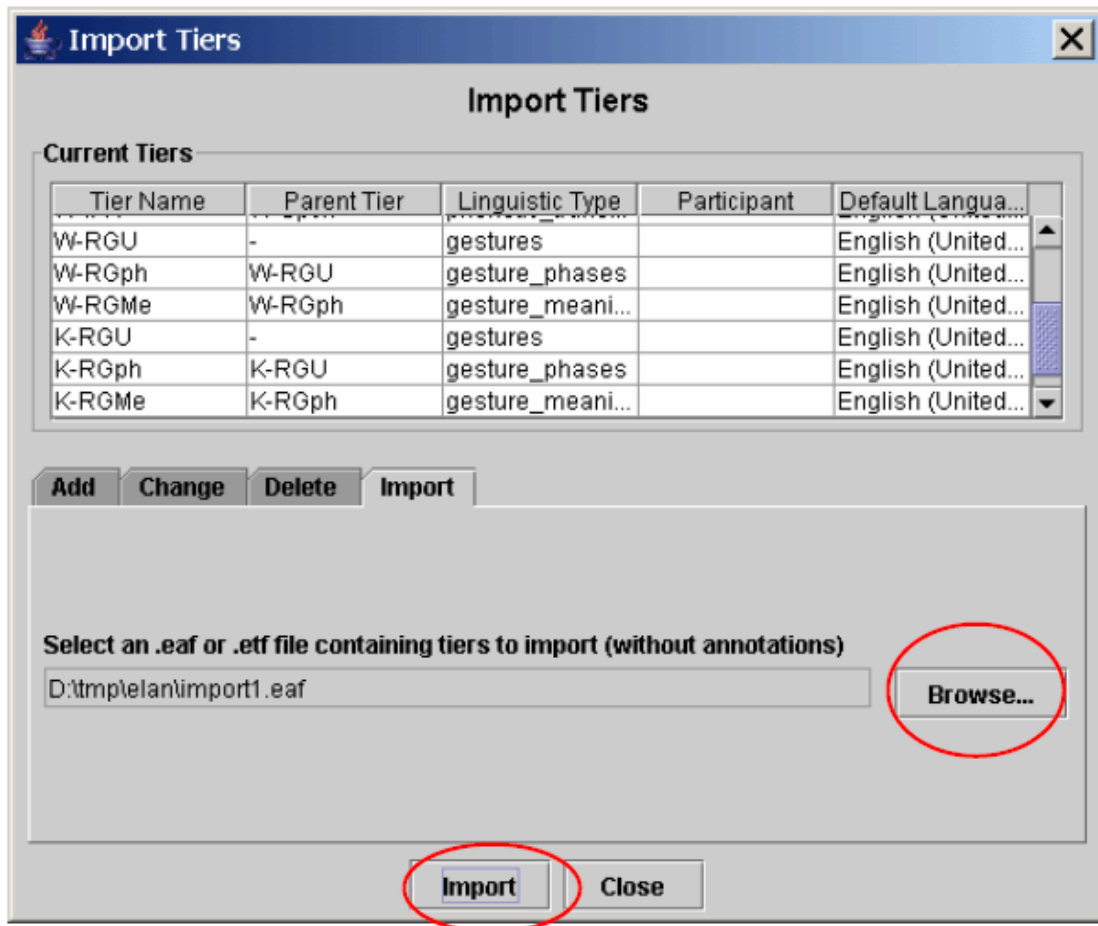 Import Tiers
Import Tiers
Current Tiers
Tier Name Parent Tier Linguistic Type Participant Default Langua...
W-RGU - gestures English (United...
W-RGph W-RGU gesture_phases English (United...
W-RGMe W-RGph gesture_meani... English (United...
K-RGU - gestures English (United...
K-RGph K-RGU gesture_phases English (United...
K-RGMe K-RGph gesture_meani... English (United...
Add Change Delete Import
Select an .eaf or .etf file containing tiers to import (without annotations)
D:\tmp\elan\import1.eaf Browse...
Import Close